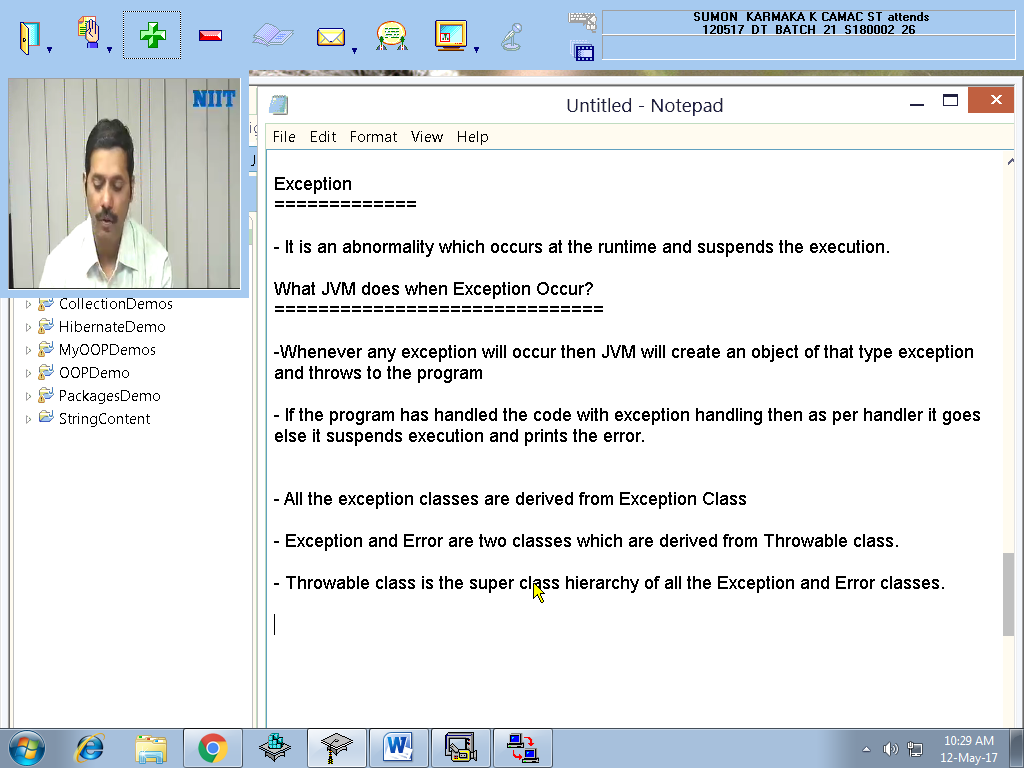 SUMON KARMAKA K CAMAC ST attends
120517 DT BATCH 21 S180002 26
NIIT
Untitled - Notepad
File Edit Format View Help
Exception
=============
- It is an abnormality which occurs at the runtime and suspends the execution.
What JVM does when Exception Occur?
==============================
-Whenever any exception will occur then JVM will create an object of that type exception
and throws to the program
- If the program has handled the code with exception handling then as per handler it goes
else it suspends execution and prints the error.
- All the exception classes are derived from Exception Class
- Exception and Error are two classes which are derived from Throwable class.
- Throwable class is the super class hierarchy of all the Exception and Error classes.
CollectionDemos
HibernateDemo
MyOOPDemos
OOPDemo
PackagesDemo
StringContent
10:29 AM
12-May-17